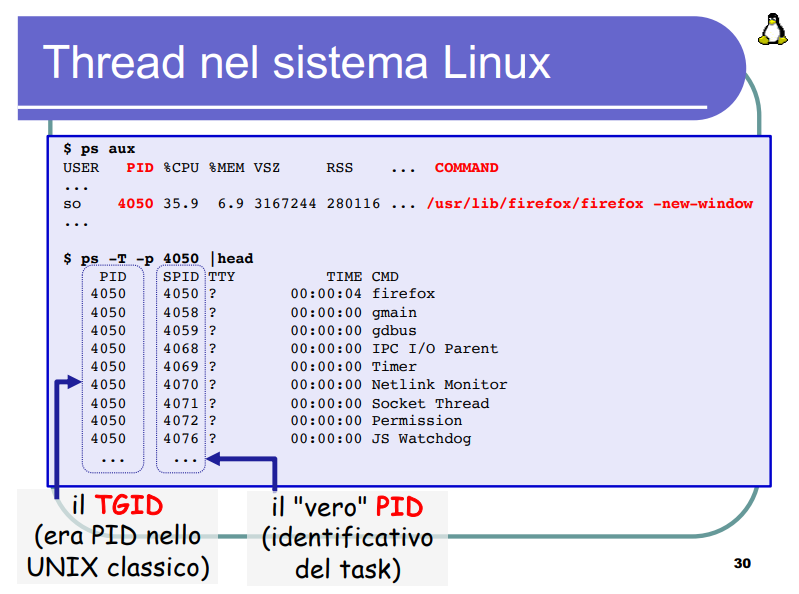 Thread nel sistema Linux
$ ps aux
USER PID %CPU %MEM VSZ RSS ... COMMAND
...
so 4050 35.9 6.9 3167244 280116 ... /usr/lib/firefox/firefox -new-window
...
$ ps -T -p 4050 |head
PID SPID TTY TIME CMD
4050 4050 ? 00:00:04 firefox
4050 4058 ? 00:00:00 gmain
4050 4059 ? 00:00:00 gdbus
4050 4068 ? 00:00:00 IPC I/O Parent
4050 4069 ? 00:00:00 Timer
4050 4070 ? 00:00:00 Netlink Monitor
4050 4071 ? 00:00:00 Socket Thread
4050 4072 ? 00:00:00 Permission
4050 4076 ? 00:00:00 JS Watchdog
... ...
il TGID
(era PID nello
UNIX classico)
il "vero" PID
(identificativo
del task)
30